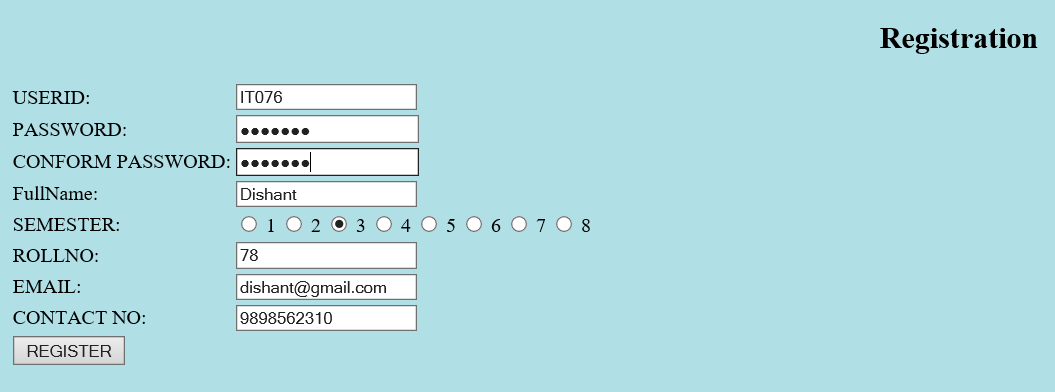 Registration
USERID: IT076
PASSWORD: •••••••
CONFORM PASSWORD: •••••••
FullName: Dishant
SEMESTER: 1 2 3 4 5 6 7 8
ROLLNO: 78
EMAIL: dishant@gmail.com
CONTACT NO: 9898562310
REGISTER